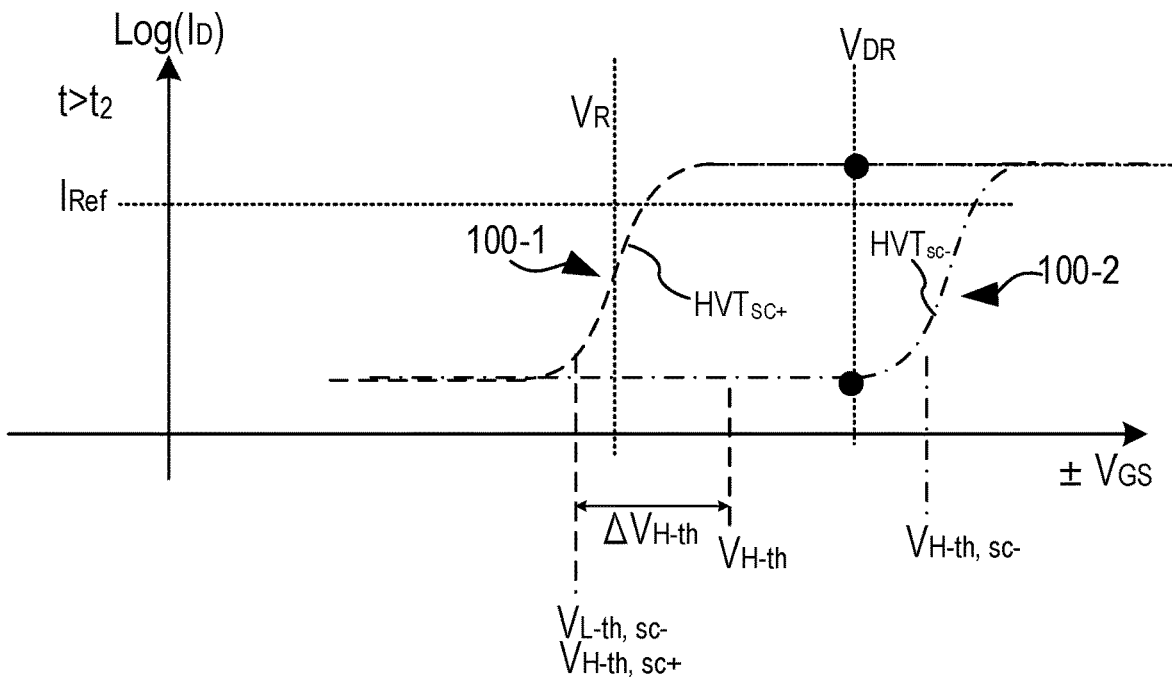 Log(ID)
t>t2
VDR
VR
IRef
100-1
HVTsc-
HVTSC+
100-2
± VGS
ΔVH-th
VH-th
VH-th, sc-
VL-th, sc-
VH-th, sc+